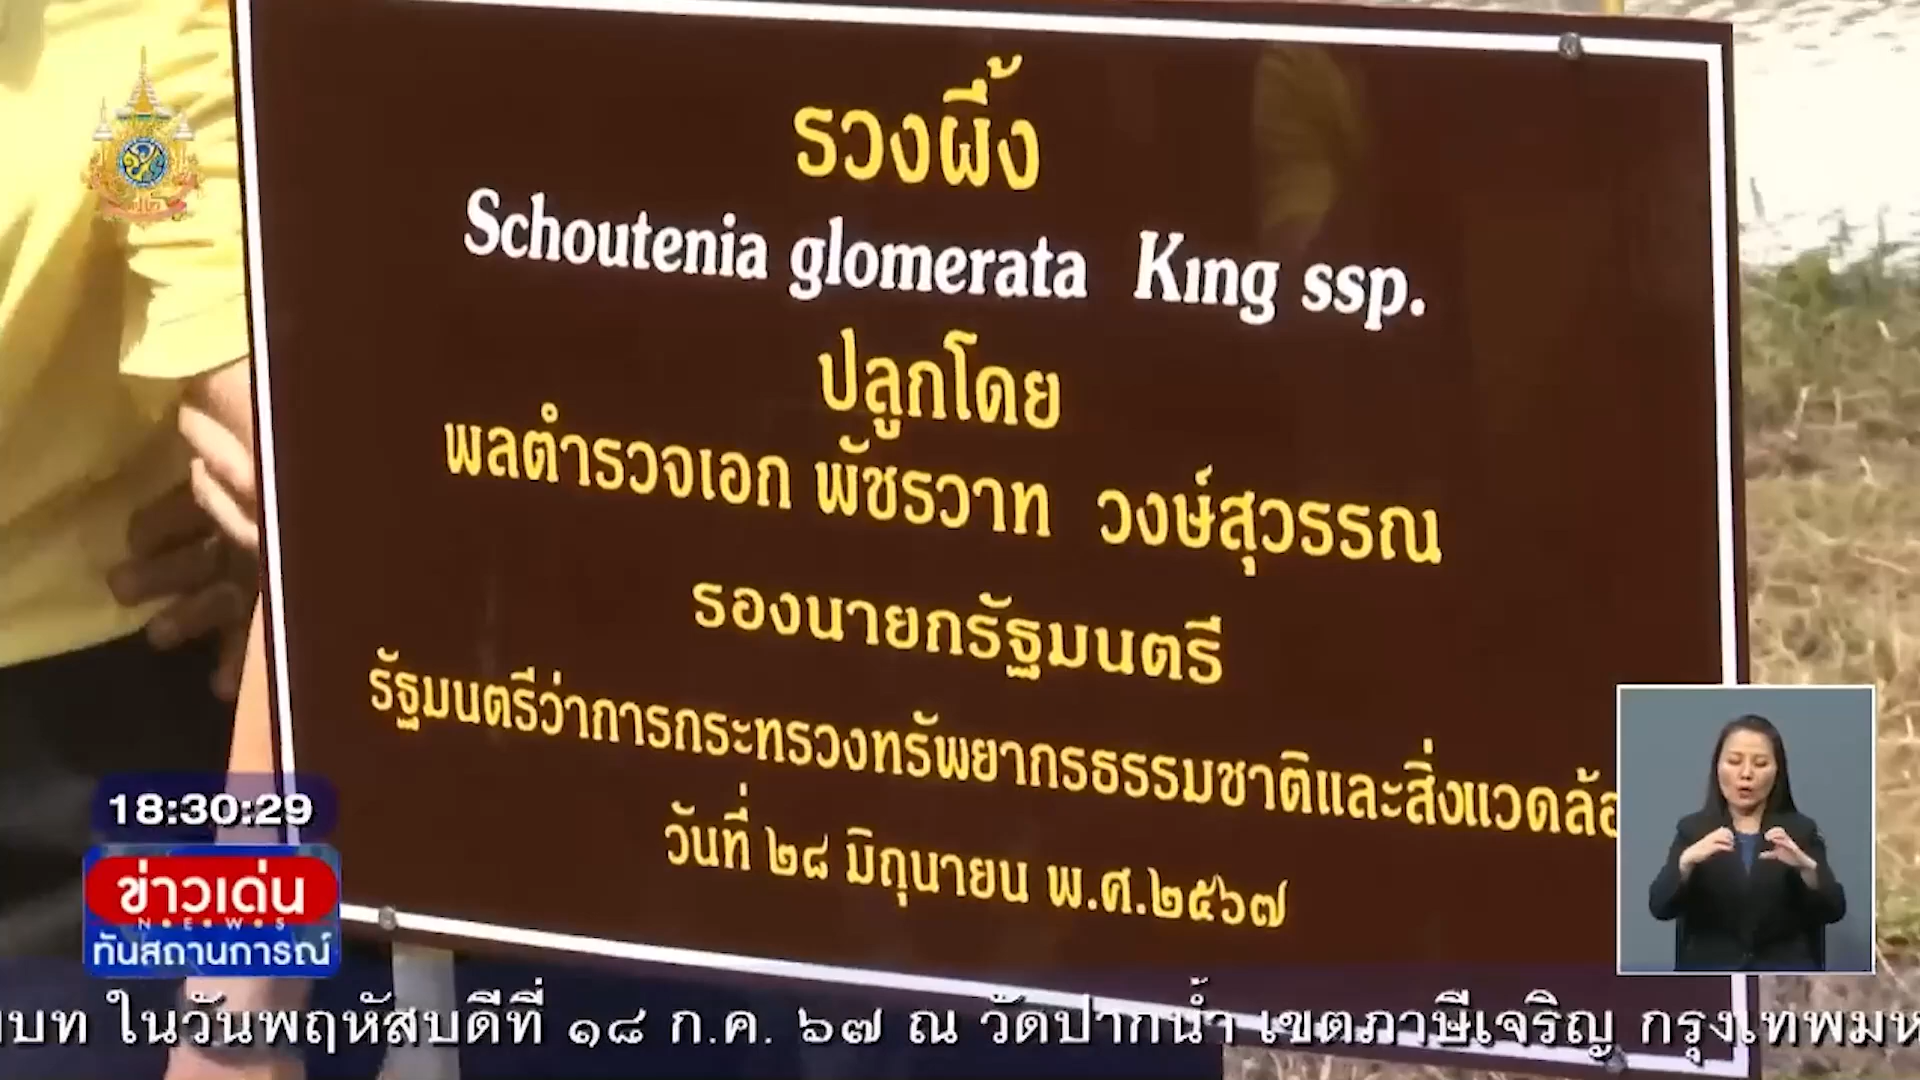 รวงผึ้ง
Schoutenia glomerata King ssp.
ปลูกโดย
พลตำรวจเอก พัชรวาท วงษ์สุวรรณ
รองนายกรัฐมนตรี
รัฐมนตรีว่าการกระทรวงทรัพยากรธรรมชาติและสิ่งแวดล้อ
วันที่ ๒๘ มิถุนายน พ.ศ.๒๕๖๗
18:30:29
ข่าวเด่น
N•E•W•S
ทันสถานการณ์
บท ในวันพฤหัสบดีที่ ๑๘ ก.ค. ๖๗ ณ วัดปากน้ำ เขตภาษีเจริญ กรุงเทพมห